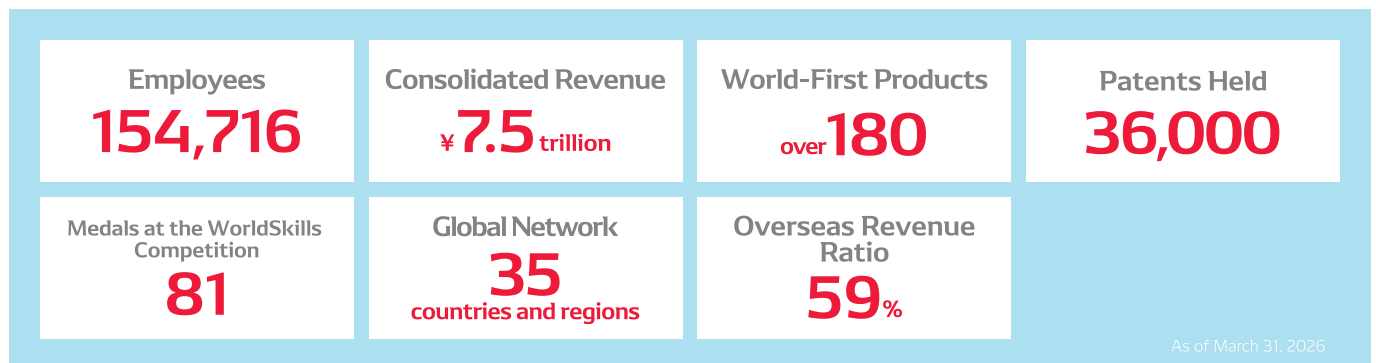 Employees
154,716
Consolidated Revenue
¥ 7.5 trillion
World-First Products
over 180
Patents Held
36,000
Medals at the WorldSkills
Competition
81
Global Network
35
countries and regions
Overseas Revenue
Ratio
59%
As of March 31, 2026